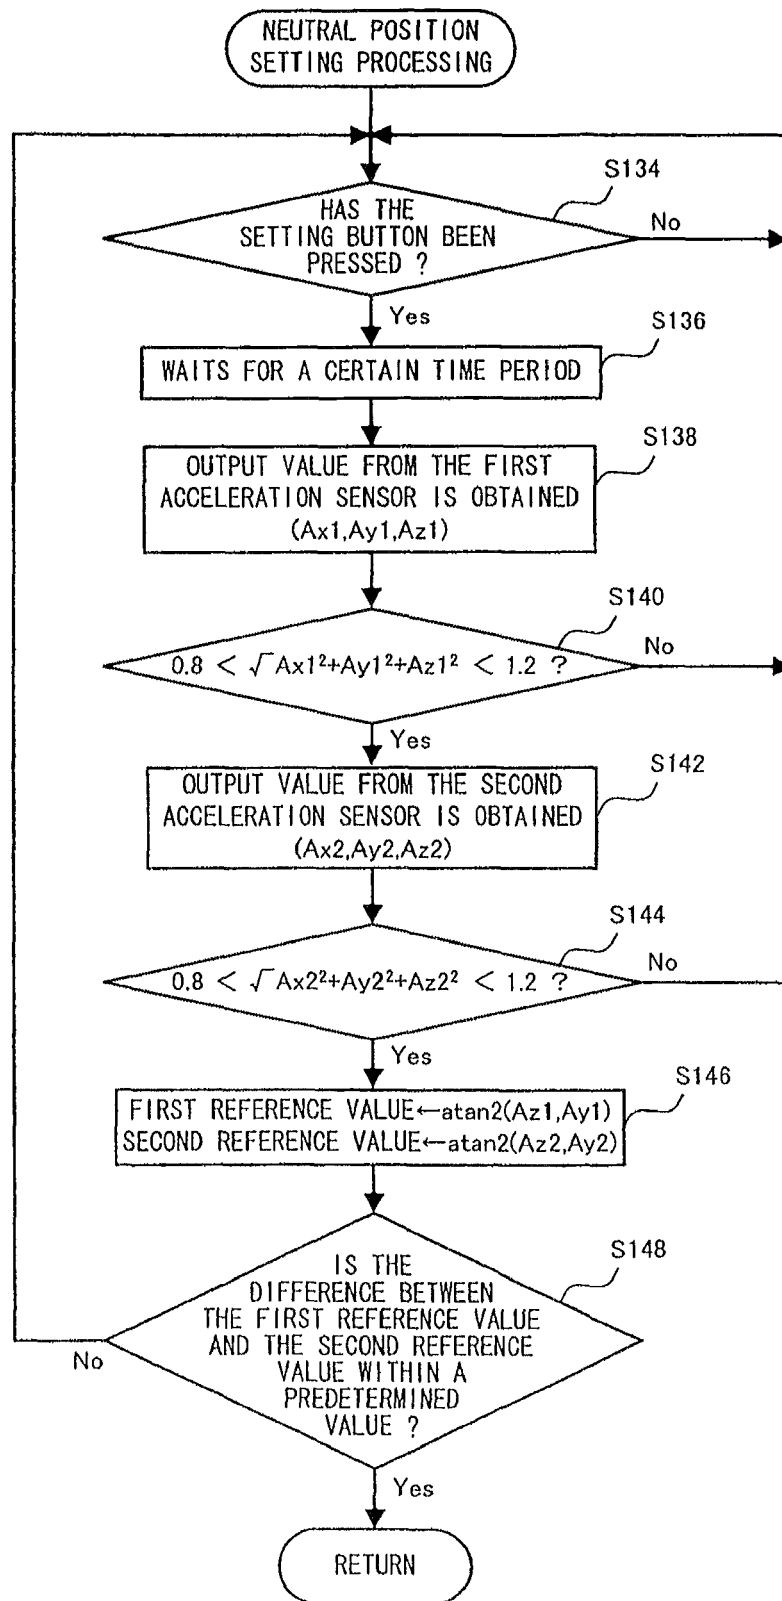 NEUTRAL POSITION
SETTING PROCESSING
S134
HAS THE
SETTING BUTTON BEEN
PRESSED ?
No
Yes
S136
WAITS FOR A CERTAIN TIME PERIOD
S138
OUTPUT VALUE FROM THE FIRST
ACCELERATION SENSOR IS OBTAINED
(Ax1,Ay1,Az1)
S140
0.8 < √Ax1²+Ay1²+Az1² < 1.2 ?
No
Yes
S142
OUTPUT VALUE FROM THE SECOND
ACCELERATION SENSOR IS OBTAINED
(Ax2,Ay2,Az2)
S144
0.8 < √Ax2²+Ay2²+Az2² < 1.2 ?
No
Yes
S146
FIRST REFERENCE VALUE←atan2(Az1,Ay1)
SECOND REFERENCE VALUE←atan2(Az2,Ay2)
S148
IS THE
DIFFERENCE BETWEEN
THE FIRST REFERENCE VALUE
AND THE SECOND REFERENCE
VALUE WITHIN A
PREDETERMINED
VALUE ?
No
Yes
RETURN